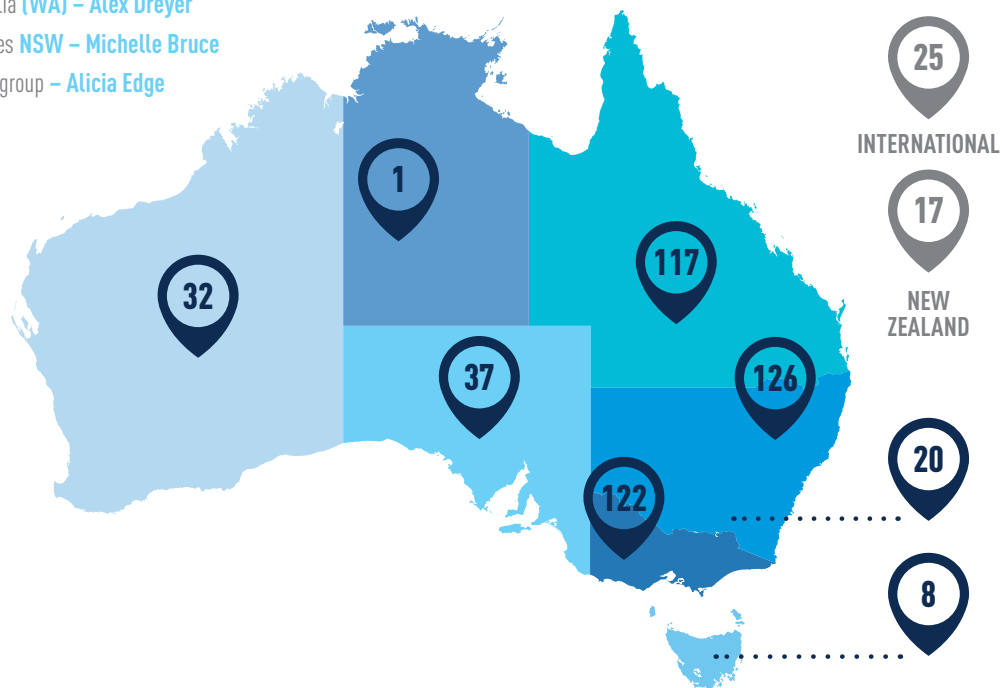 (WA) – Alex Dreyer
NSW – Michelle Bruce
group – Alicia Edge
25
INTERNATIONAL
1
17
117
32
NEW
ZEALAND
37
126
20
122
8